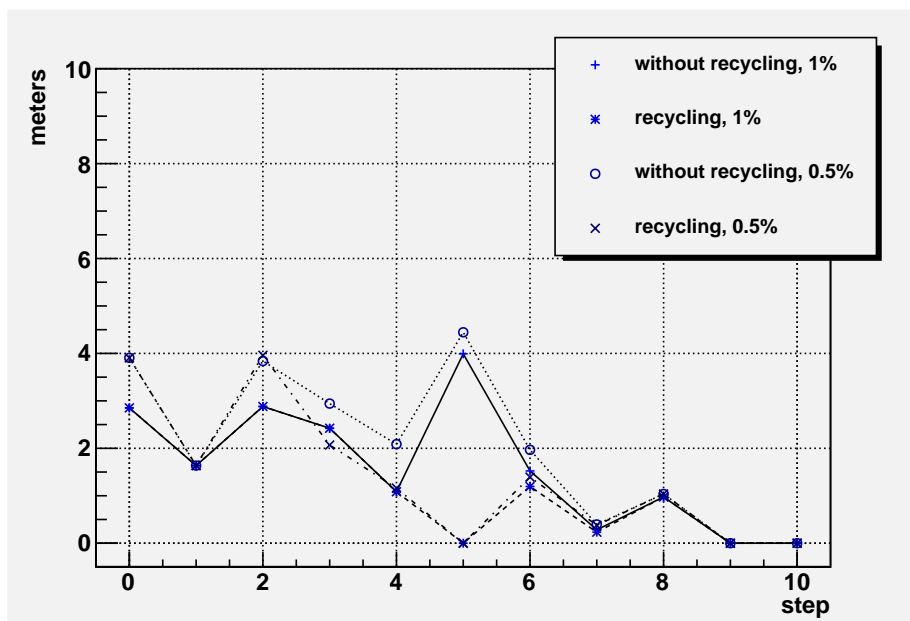 meters
10
8
6
4
2
0
0 2 4 6 8 10
step
without recycling, 1%
recycling, 1%
without recycling, 0.5%
recycling, 0.5%